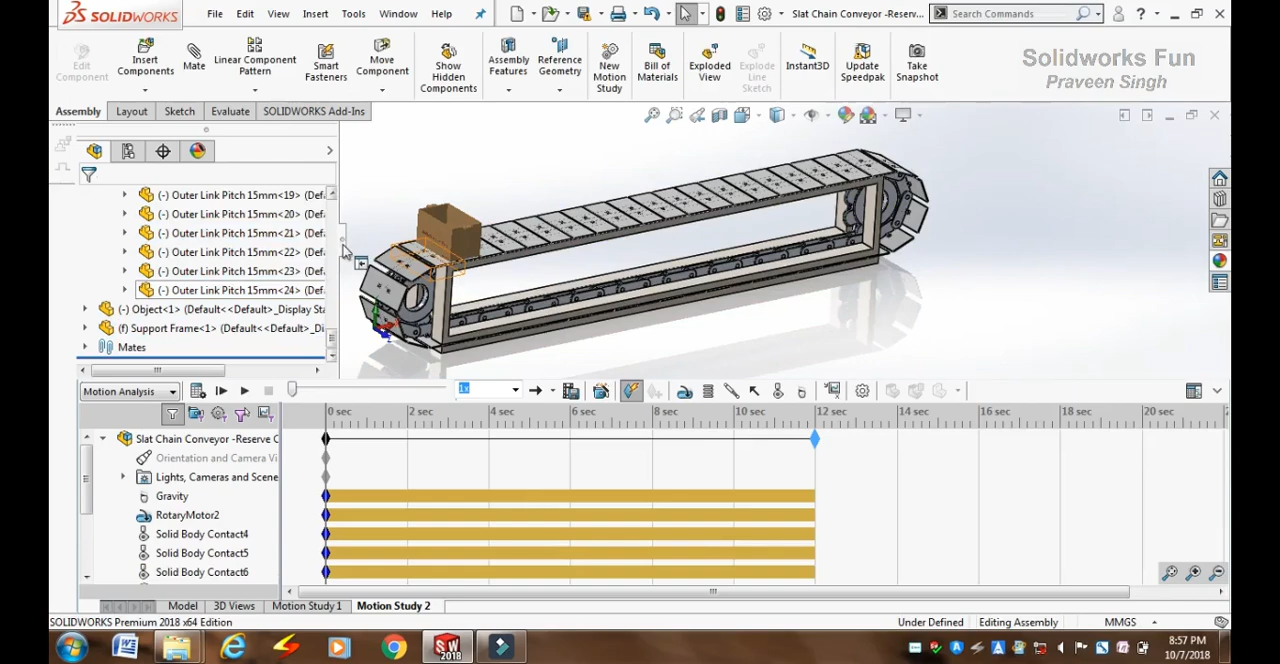 SOLIDWORKS
File Edit View Insert Tools Window Help
Slat Chain Conveyor -Reserv...
Search Commands
Edit Component
Insert Components
Mate
Linear Component Pattern
Smart Fasteners
Move Component
Show Hidden Components
Assembly Features
Reference Geometry
New Motion Study
Bill of Materials
Exploded View
Explode Line Sketch
Instant3D
Update Speedpak
Take Snapshot
Solidworks Fun
Praveen Singh
Assembly Layout Sketch Evaluate SOLIDWORKS Add-Ins
(-) Outer Link Pitch 15mm<19> (Def
(-) Outer Link Pitch 15mm<20> (Def
(-) Outer Link Pitch 15mm<21> (Def
(-) Outer Link Pitch 15mm<22> (Def
(-) Outer Link Pitch 15mm<23> (Def
(-) Outer Link Pitch 15mm<24> (Def
(-) Object<1> (Default<<Default>_Display Sta
(f) Support Frame<1> (Default<<Default>_Di
Mates
Motion Analysis
1x
0 sec 2 sec 4 sec 6 sec 8 sec 10 sec 12 sec 14 sec 16 sec 18 sec 20 sec
Slat Chain Conveyor -Reserve C
Orientation and Camera Vi
Lights, Cameras and Scene
Gravity
RotaryMotor2
Solid Body Contact4
Solid Body Contact5
Solid Body Contact6
Model 3D Views Motion Study 1 Motion Study 2
SOLIDWORKS Premium 2018 x64 Edition
Under Defined Editing Assembly MMGS
SW 2018
8:57 PM
10/7/2018